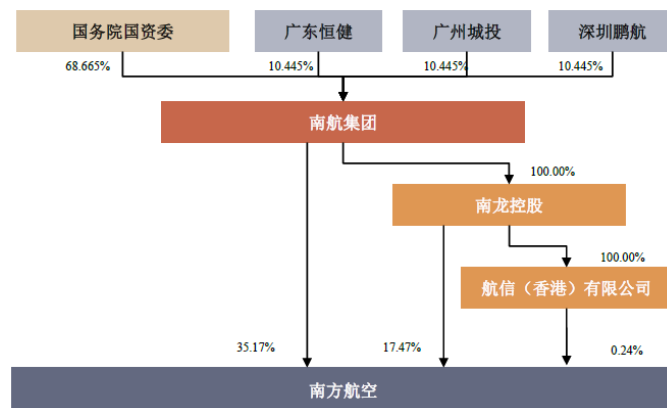 国务院国资委
广东恒健
广州城投
深圳鹏航
68.665%
10.445%
10.445%
10.445%
南航集团
100.00%
南龙控股
100.00%
航信（香港）有限公司
35.17%
17.47%
0.24%
南方航空